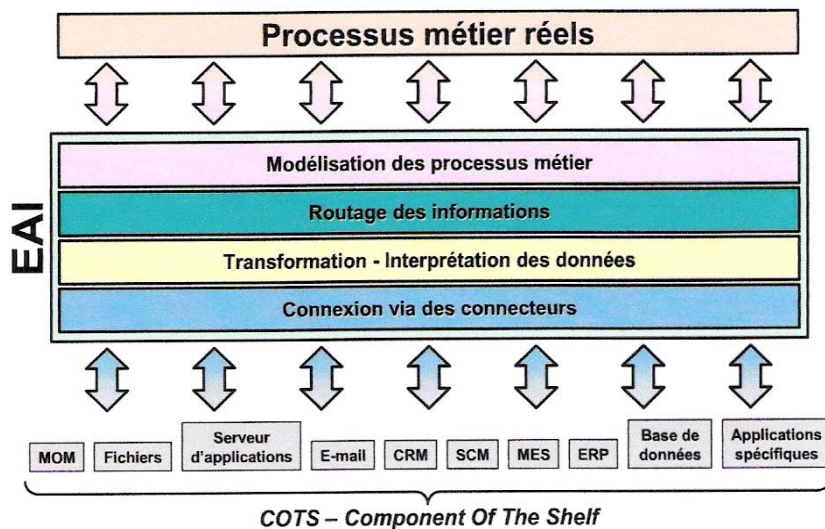 Processus métier réels
EAI
Modélisation des processus métier
Routage des informations
Transformation - Interprétation des données
Connexion via des connecteurs
MOM
Fichiers
Serveur
d'applications
E-mail
CRM
SCM
MES
ERP
Base de
données
Applications
spécifiques
COTS – Component Of The Shelf